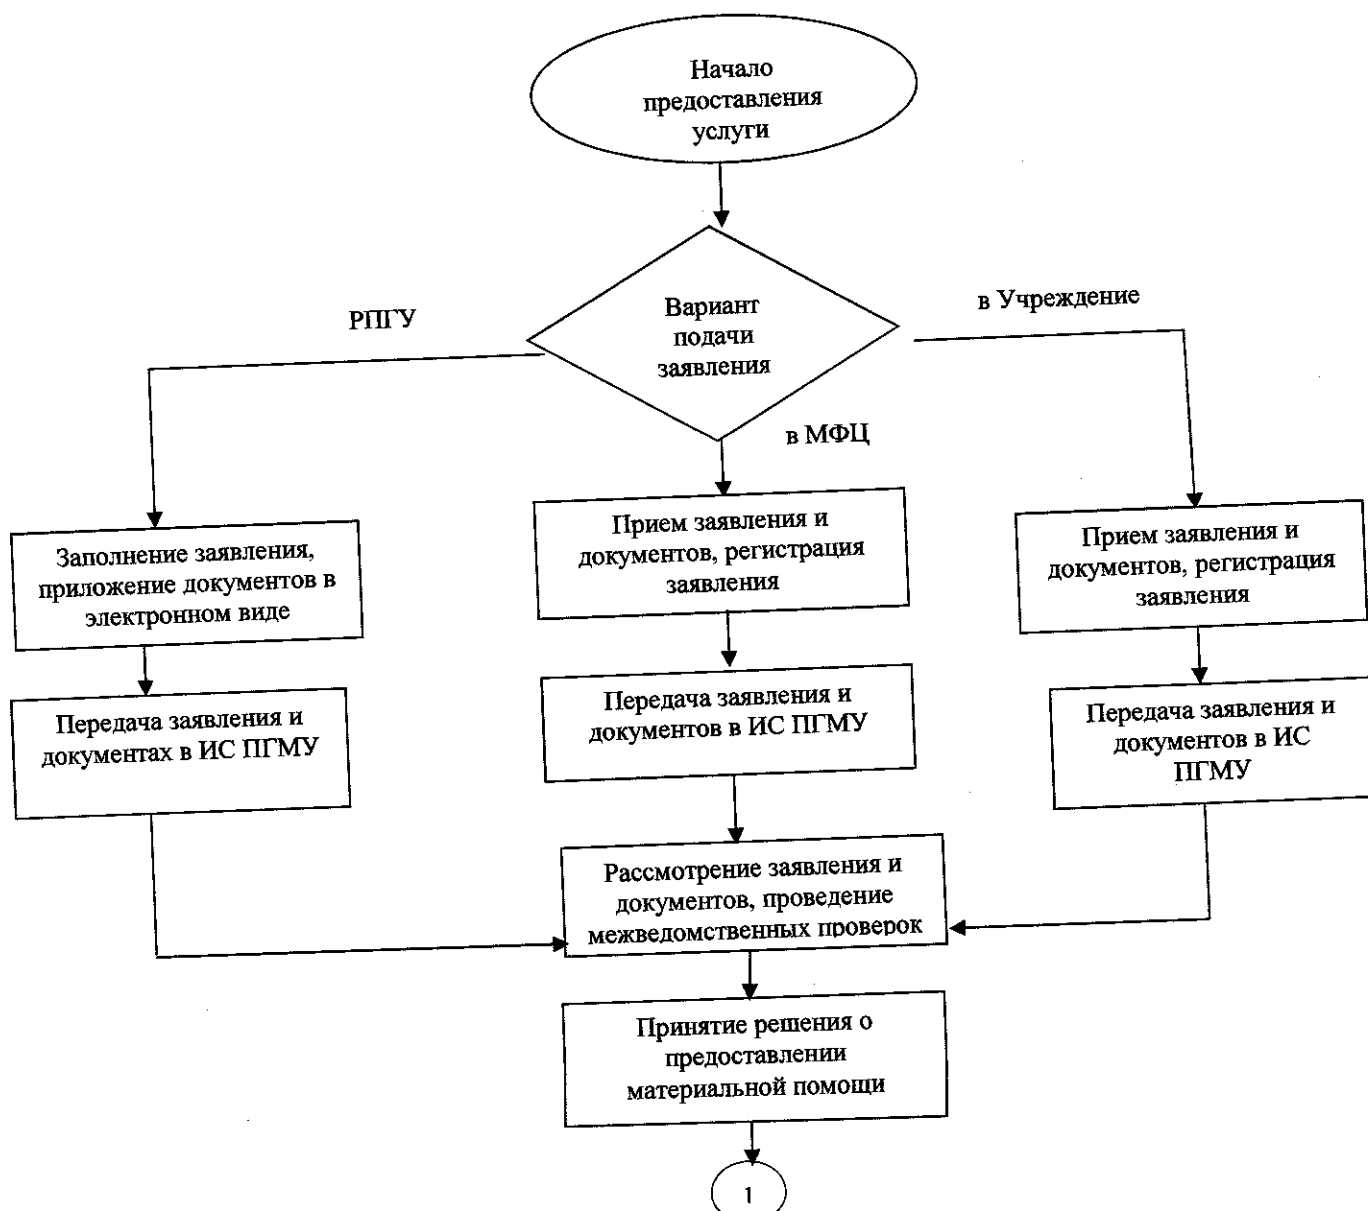 Начало
предоставления
услуги
Вариант
подачи
заявления
РПГУ
в МФЦ
в Учреждение
Заполнение заявления,
приложение документов в
электронном виде
Прием заявления и
документов, регистрация
заявления
Прием заявления и
документов, регистрация
заявления
Передача заявления и
документах в ИС ПГМУ
Передача заявления и
документов в ИС ПГМУ
Передача заявления и
документов в ИС
ПГМУ
Рассмотрение заявления и
документов, проведение
межведомственных проверок
Принятие решения о
предоставлении
материальной помощи
1